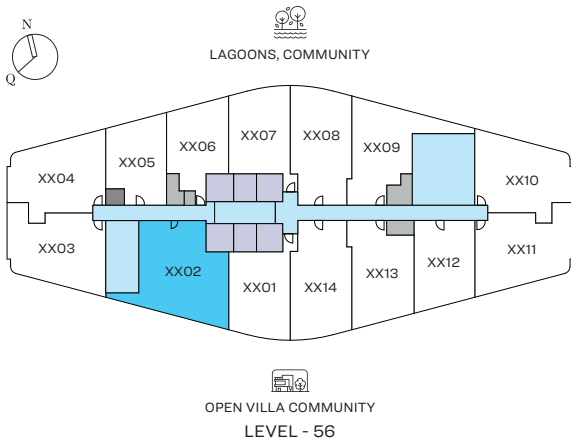 N
Q
LAGOONS, COMMUNITY
XX07
XX08
XX06
XX09
XX05
XX04
XX10
XX03
XX11
XX02
XX12
XX01
XX14
XX13
OPEN VILLA COMMUNITY
LEVEL - 56